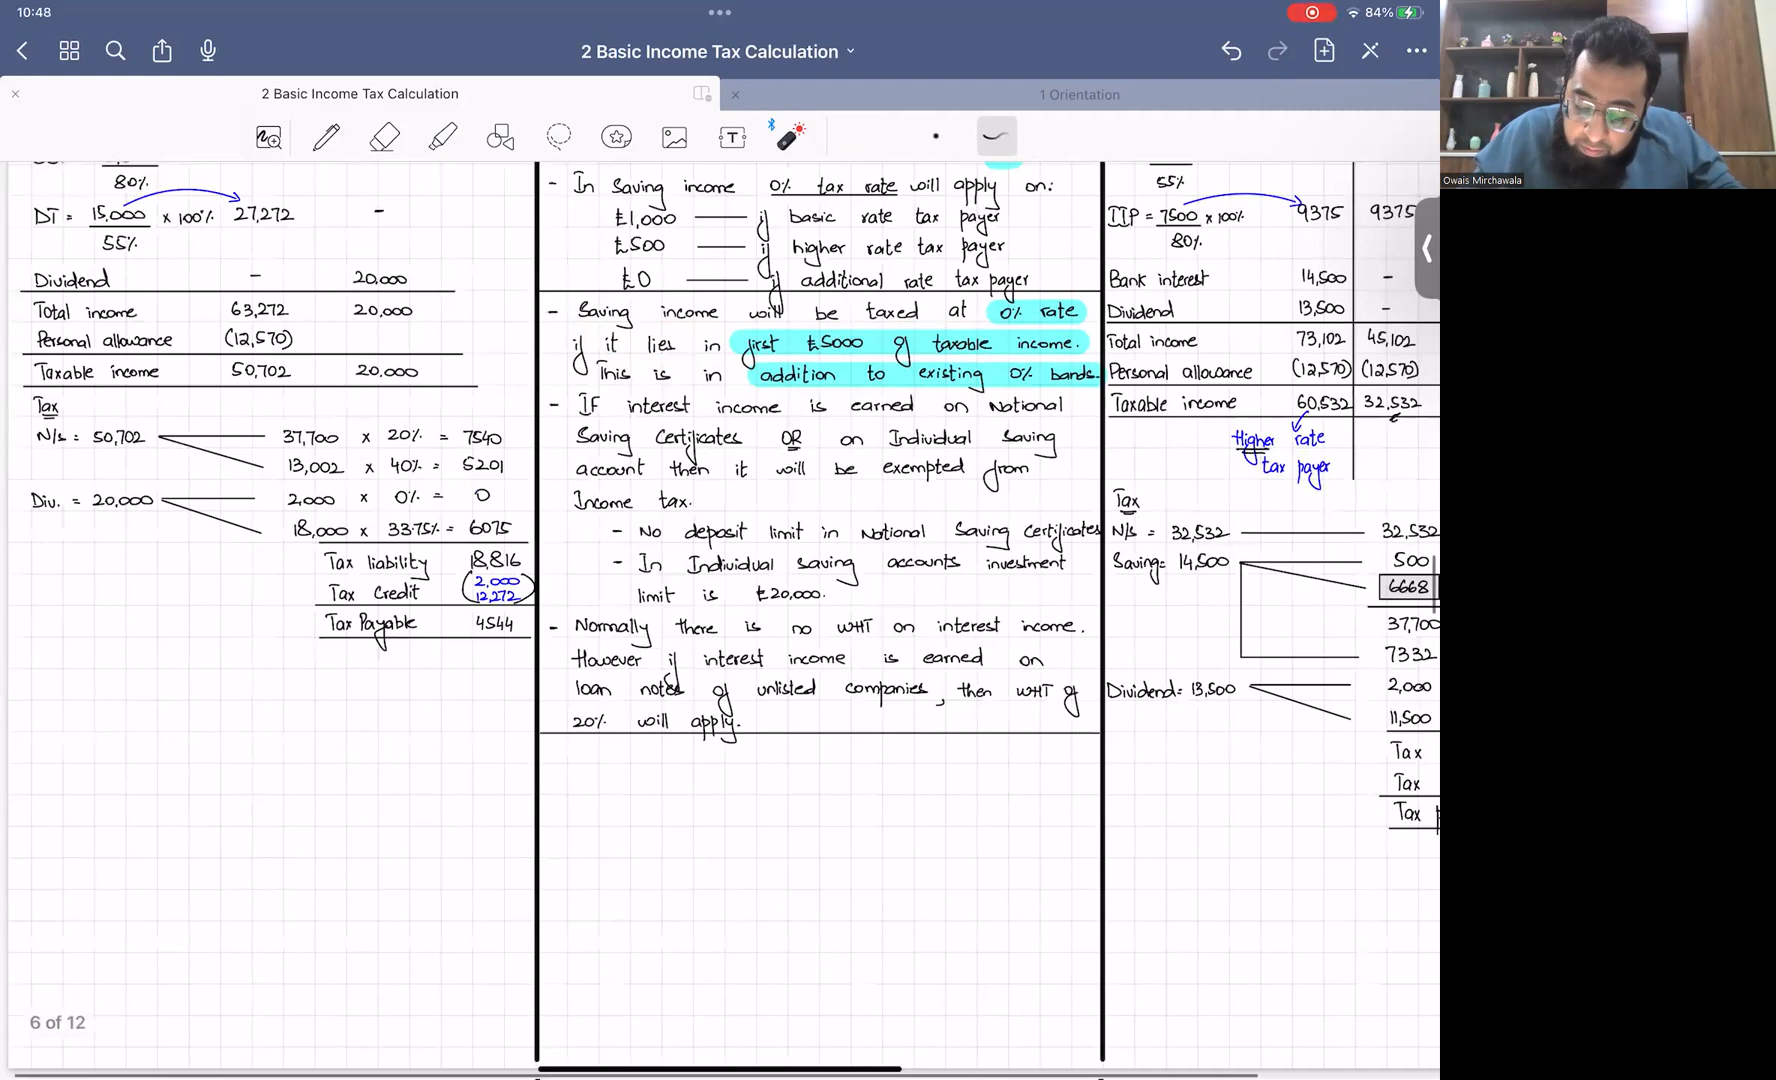 10:48
84%
2 Basic Income Tax Calculation
2 Basic Income Tax Calculation
1 Orientation
T
Owais Mirchawala
80%
DT = 15,000 x 100% 27,272 -
55%
Dividend - 20,000
Total income 63,272 20,000
Personal allowance (12,570)
Taxable income 50,702 20,000
Tax
N/s = 50,702 37,700 x 20% = 7540
13,002 x 40% = 5201
Div. = 20,000 2,000 x 0% = 0
18,000 x 33.75% = 6075
Tax liability 18,816
Tax Credit (2,000
12,272)
Tax Payable 4544
6 of 12
- In Saving income 0% tax rate will apply on:
£1,000 if basic rate tax payer
£500 if higher rate tax payer
£0 if additional rate tax payer
- Saving income will be taxed at 0% rate
if it lies in first £5000 of taxable income.
This is in addition to existing 0% bands.
- IF interest income is earned on National
Saving Certificates OR on Individual Saving
account then it will be exempted from
Income tax.
- No deposit limit in National Saving Certificates
- In Individual saving accounts investment
limit is £20,000.
- Normally there is no WHT on interest income.
However if interest income is earned on
loan notes of unlisted companies, then WHT of
20% will apply.
55%
IIP = 7500 x 100% 9375 9375
80%
Bank interest 14,500 -
Dividend 13,500 -
Total income 73,102 45,102
Personal allowance (12,570) (12,570)
Taxable income 60,532 32,532
Higher rate
tax payer
Tax
N/s = 32,532 32,532
Saving = 14,500 500
6668
37,700
7332
Dividend = 13,500 2,000
11,500
Tax
Tax
Tax